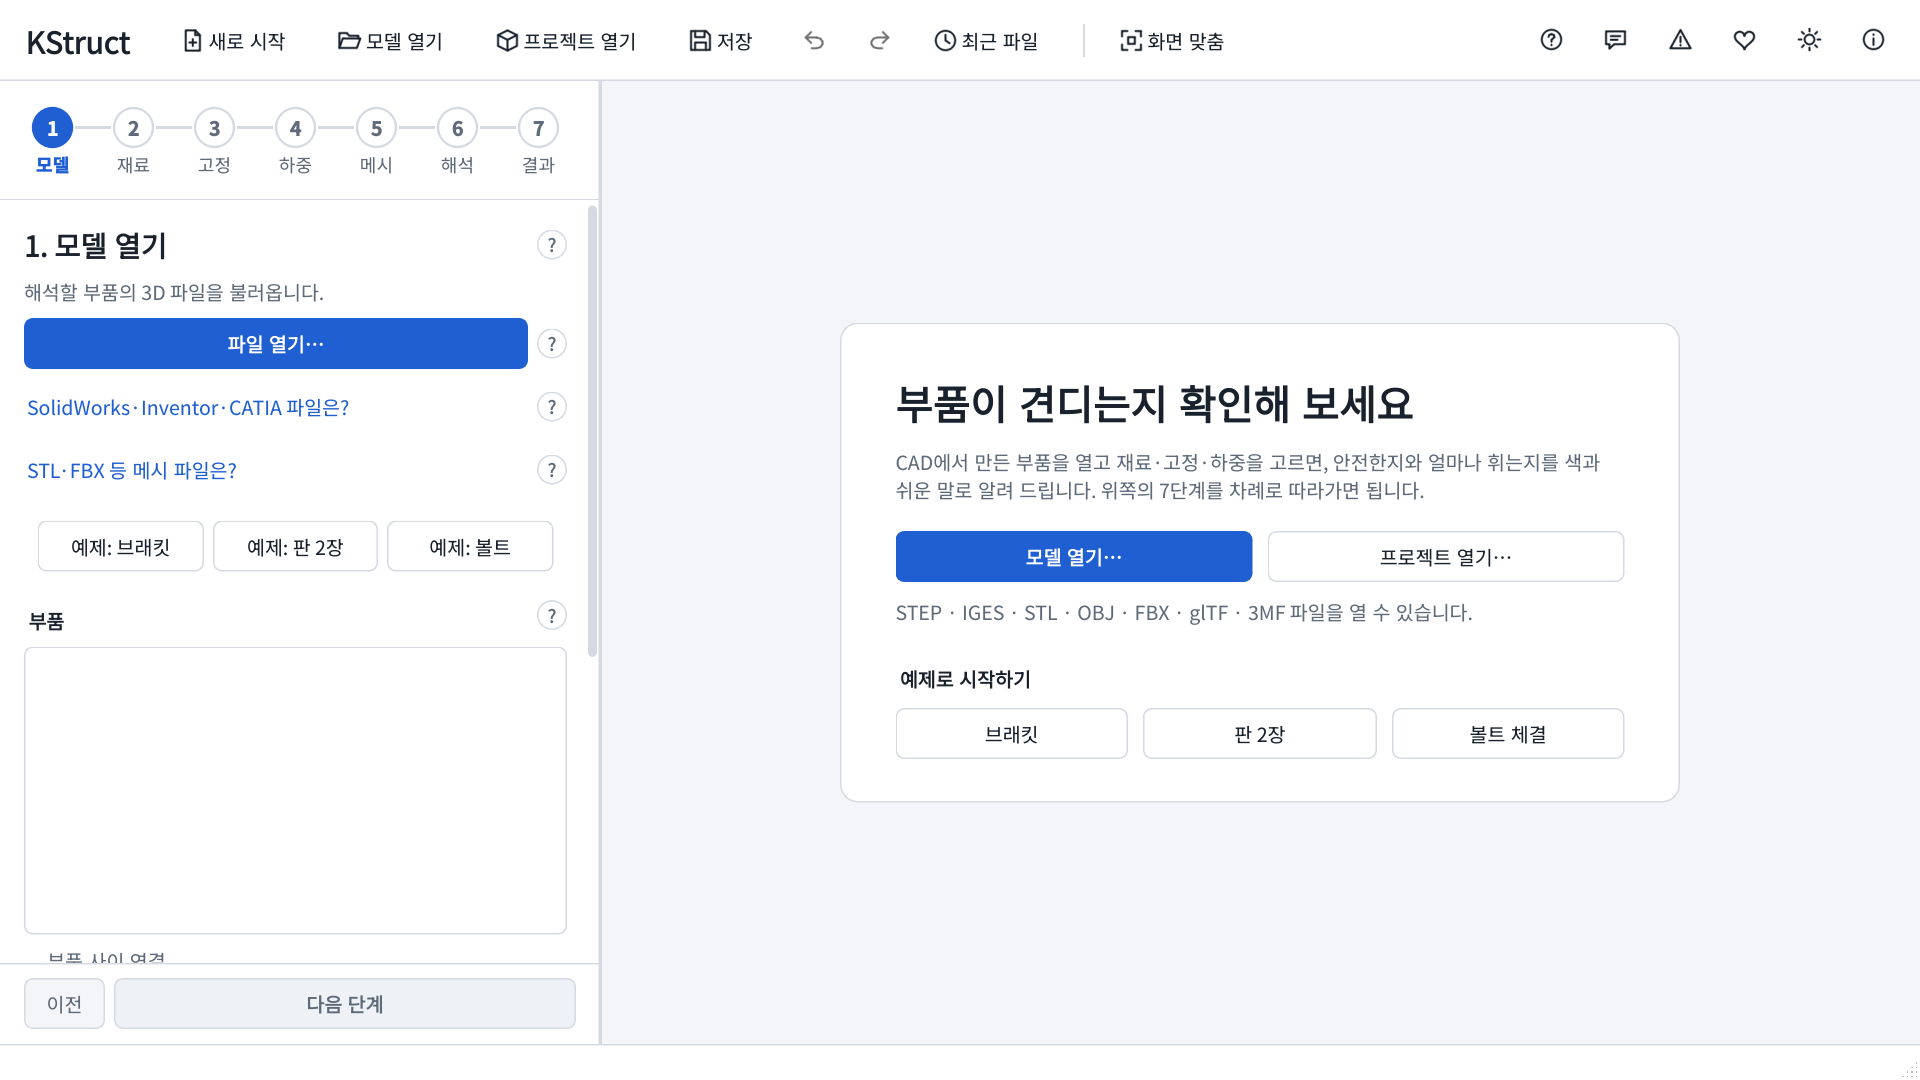 KStruct
새로 시작
모델 열기
프로젝트 열기
저장
최근 파일
화면 맞춤
1 2 3 4 5 6 7
모델 재료 고정 하중 메시 해석 결과
1. 모델 열기 ?
해석할 부품의 3D 파일을 불러옵니다.
파일 열기⋯ ?
SolidWorks·Inventor·CATIA 파일은? ?
STL·FBX 등 메시 파일은? ?
예제: 브래킷 예제: 판 2장 예제: 볼트
부품 ?
부품 사이 연결
이전 다음 단계
부품이 견디는지 확인해 보세요
CAD에서 만든 부품을 열고 재료·고정·하중을 고르면, 안전한지와 얼마나 휘는지를 색과
쉬운 말로 알려 드립니다. 위쪽의 7단계를 차례로 따라가면 됩니다.
모델 열기⋯ 프로젝트 열기⋯
STEP · IGES · STL · OBJ · FBX · glTF · 3MF 파일을 열 수 있습니다.
예제로 시작하기
브래킷 판 2장 볼트 체결